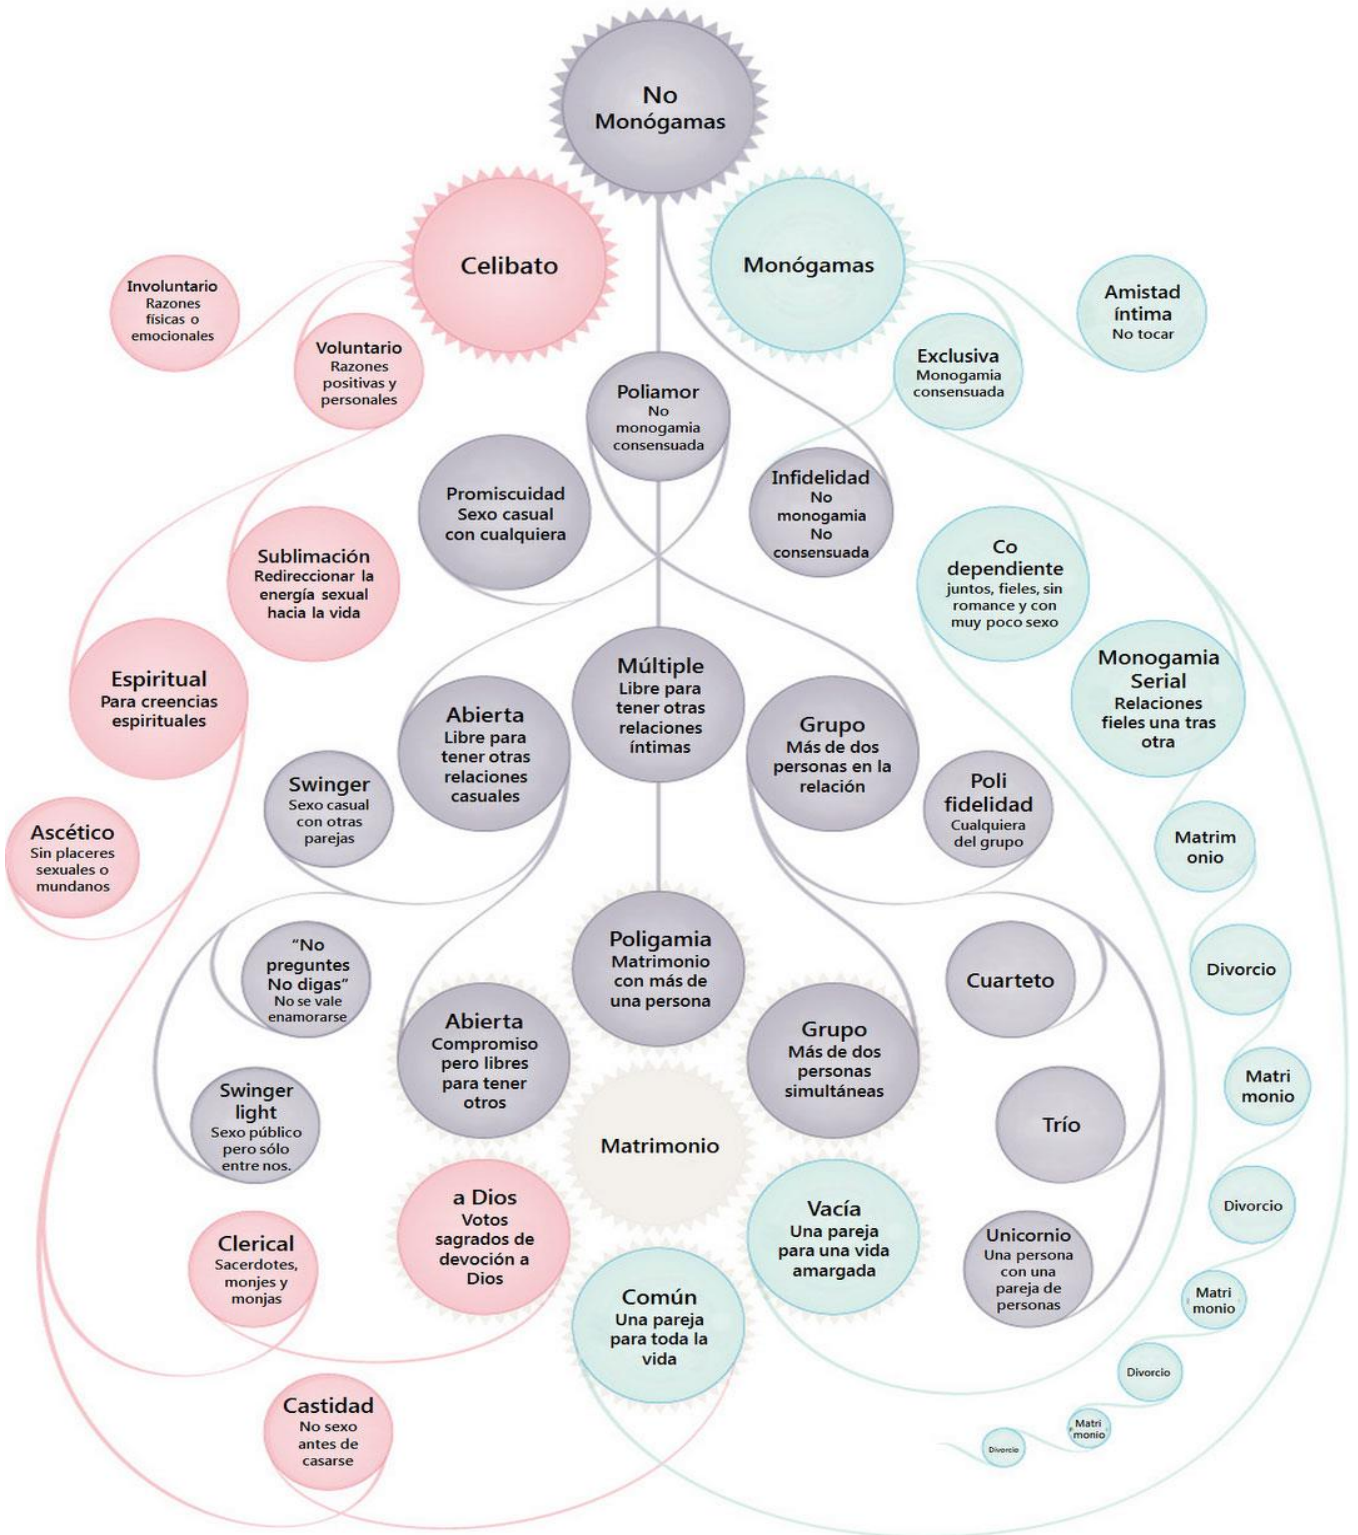 No
Monógamas
Celibato
Monógamas
Involuntario
Razones
físicas o
emocionales
Voluntario
Razones
positivas y
personales
Amistad
íntima
No tocar
Exclusiva
Monogamia
consensuada
Poliamor
No
monogamia
consensuada
Promiscuidad
Sexo casual
con cualquiera
Infidelidad
No
monogamia
No
consensuada
Sublimación
Redireccionar la
energía sexual
hacia la vida
Co
dependiente
juntos, fieles, sin
romance y con
muy poco sexo
Espiritual
Para creencias
espirituales
Múltiple
Libre para
tener otras
relaciones
íntimas
Monogamia
Serial
Relaciones
fieles una tras
otra
Abierta
Libre para
tener otras
relaciones
casuales
Grupo
Más de dos
personas en la
relación
Swinger
Sexo casual
con otras
parejas
Poli
fidelidad
Cualquiera
del grupo
Ascético
Sin placeres
sexuales o
mundanos
Matrim
onio
"No
preguntes
No digas"
No se vale
enamorarse
Poligamia
Matrimonio
con más de
una persona
Cuarteto
Divorcio
Abierta
Compromiso
pero libres
para tener
otros
Grupo
Más de dos
personas
simultáneas
Matri
monio
Swinger
light
Sexo público
pero sólo
entre nos.
Matrimonio
Trío
a Dios
Votos
sagrados de
devoción a
Dios
Vacía
Una pareja
para una vida
amargada
Divorcio
Clerical
Sacerdotes,
monjes y
monjas
Unicornio
Una persona
con una
pareja de
personas
Común
Una pareja
para toda la
vida
Matri
monio
Divorcio
Castidad
No sexo
antes de
casarse
Matri
monio
Divorcio